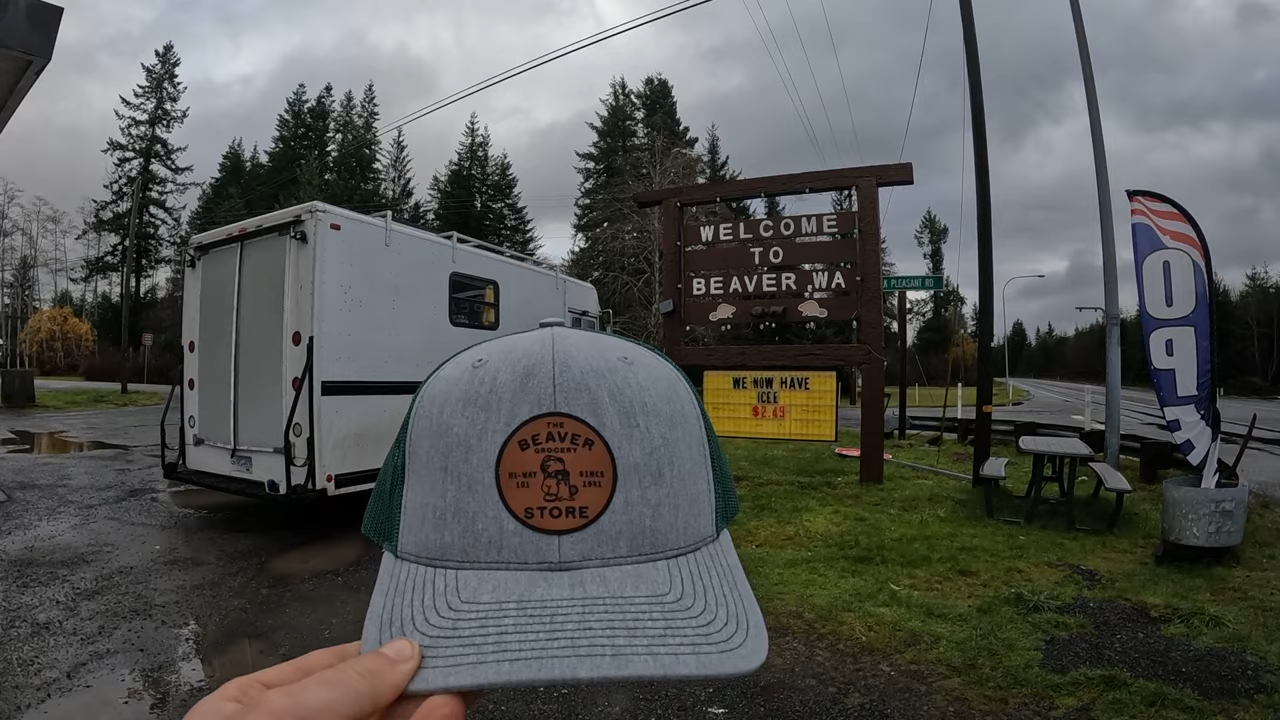 WELCOME
TO
BEAVER, WA
K PLEASANT RD
WE NOW HAVE
ICEE
$2.49
OPE
THE
BEAVER
GROCERY
HI-WAY
101
SINCE
1941
STORE